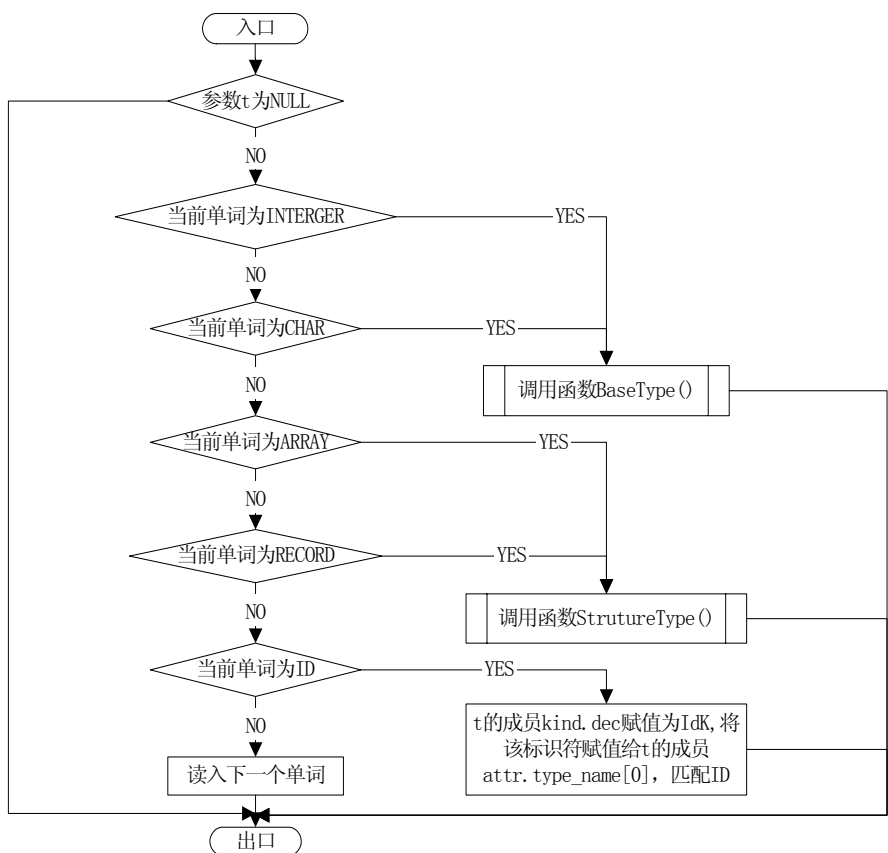 入口
参数t为NULL
NO
当前单词为INTERGER
YES
NO
当前单词为CHAR
YES
调用函数BaseType()
NO
当前单词为ARRAY
YES
NO
当前单词为RECORD
YES
调用函数StrutureType()
NO
当前单词为ID
YES
t的成员kind.dec赋值为IdK,将
该标识符赋值给t的成员
attr.type_name[0]，匹配ID
NO
读入下一个单词
出口